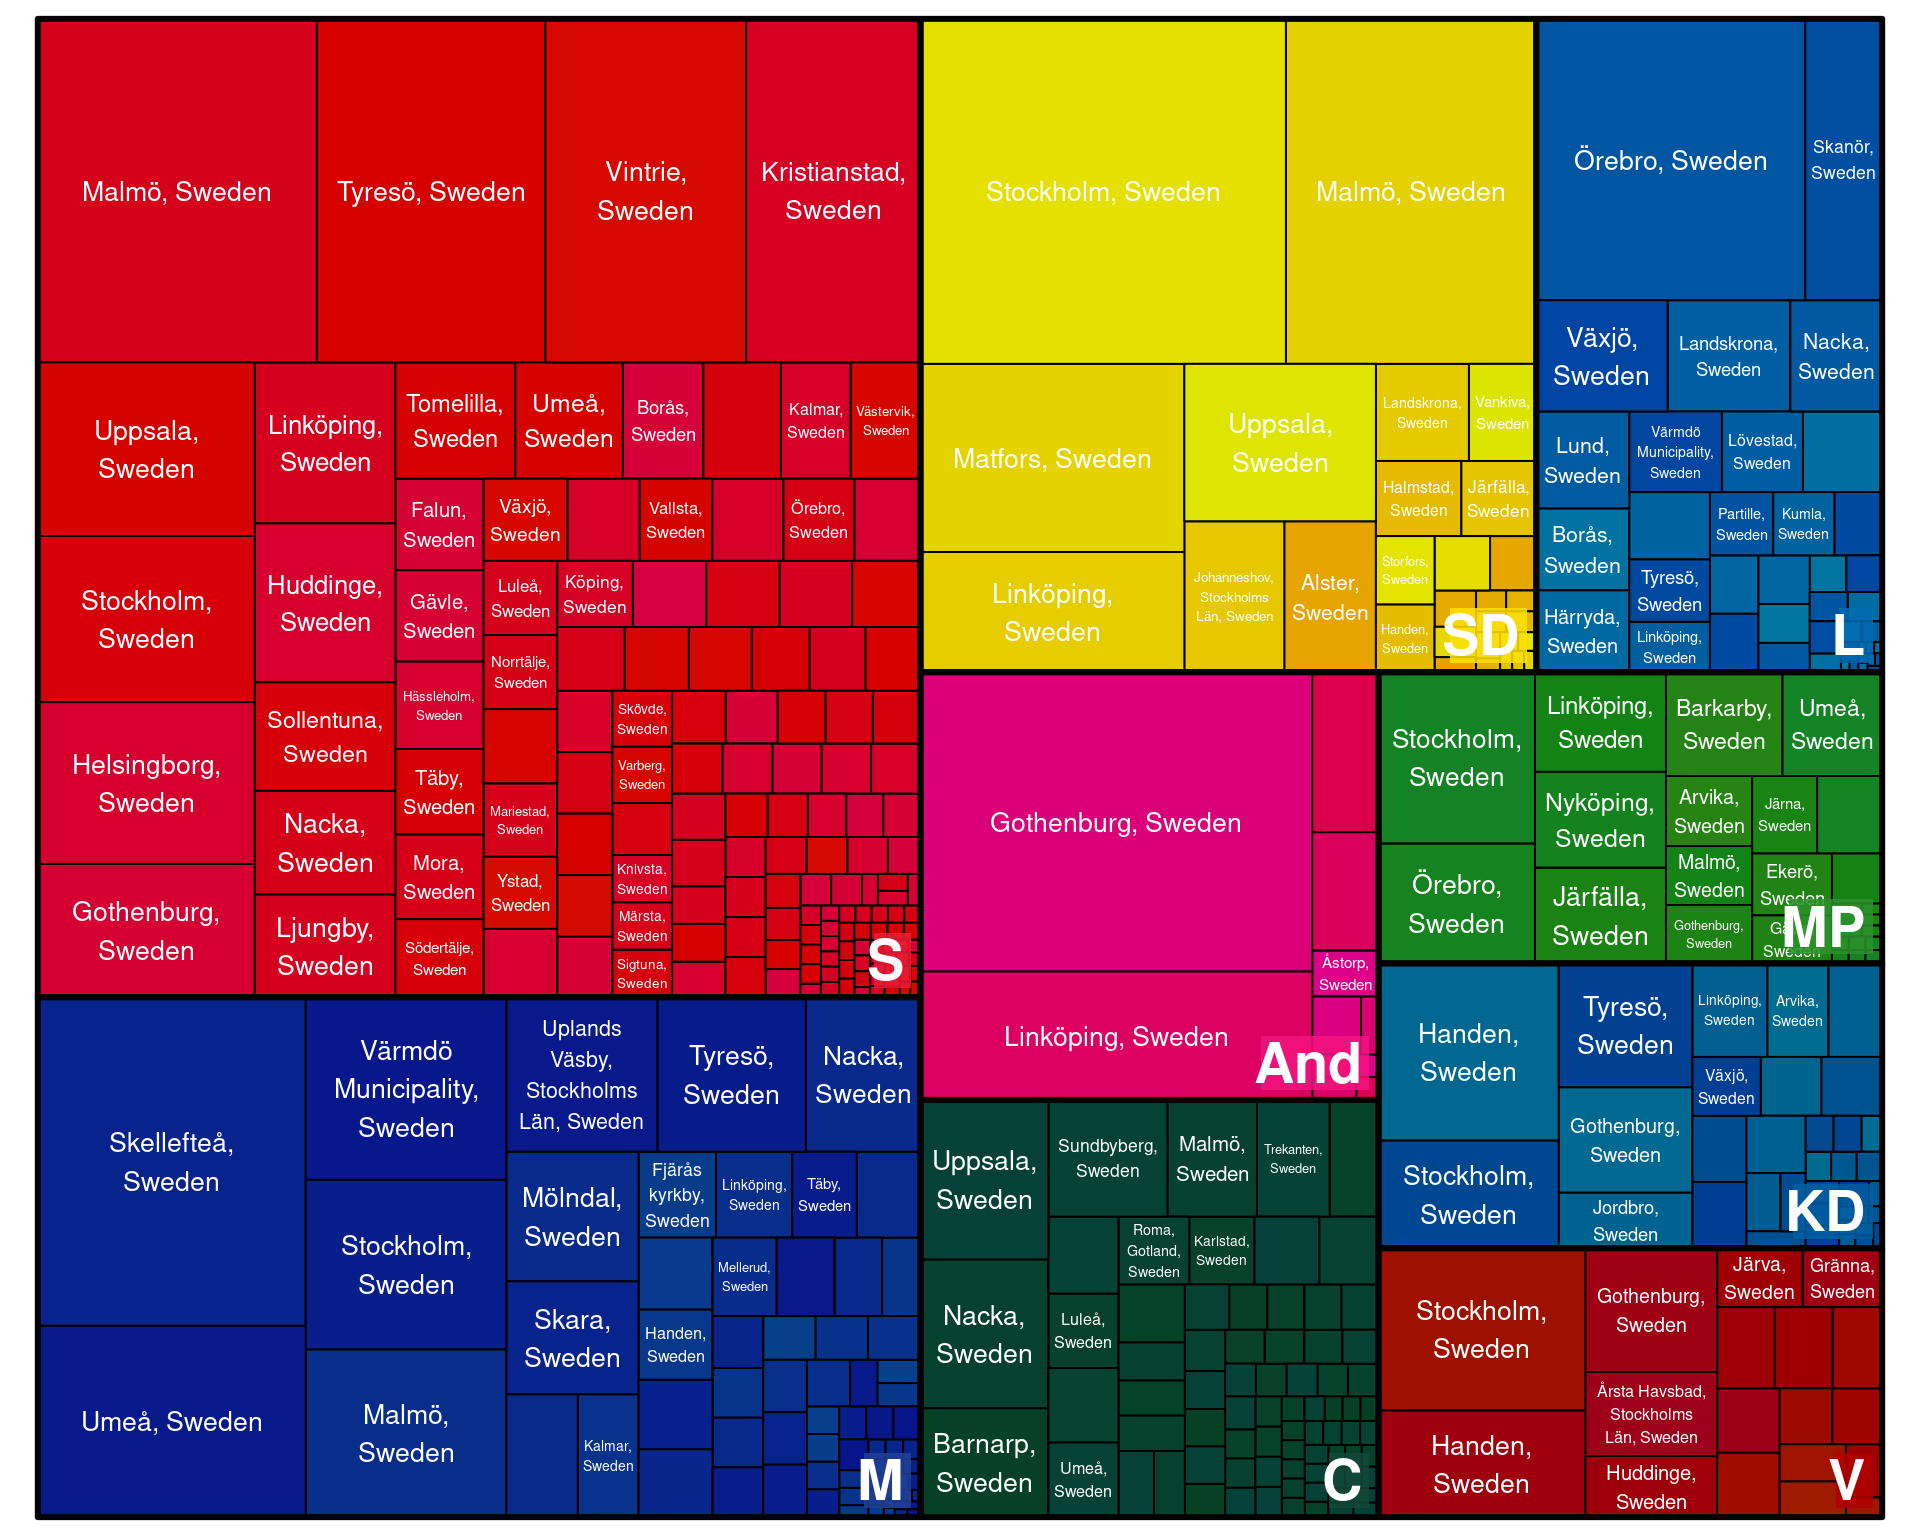 Malmö, Sweden
Tyresö, Sweden
Vintrie,
Sweden
Kristianstad,
Sweden
Uppsala,
Sweden
Stockholm,
Sweden
Helsingborg,
Sweden
Gothenburg,
Sweden
Linköping,
Sweden
Huddinge,
Sweden
Sollentuna,
Sweden
Nacka,
Sweden
Ljungby,
Sweden
Tomelilla,
Sweden
Umeå,
Sweden
Borås,
Sweden
Kalmar,
Sweden
Västervik,
Sweden
Falun,
Sweden
Gävle,
Sweden
Hässleholm,
Sweden
Täby,
Sweden
Mora,
Sweden
Södertälje,
Sweden
Växjö,
Sweden
Vallsta,
Sweden
Örebro,
Sweden
Luleå,
Sweden
Köping,
Sweden
Norrtälje,
Sweden
Mariestad,
Sweden
Ystad,
Sweden
Skövde,
Sweden
Varberg,
Sweden
Knivsta,
Sweden
Märsta,
Sweden
Sigtuna,
Sweden
S
Stockholm, Sweden
Malmö, Sweden
Matfors, Sweden
Linköping,
Sweden
Uppsala,
Sweden
Johanneshov,
Stockholms
Län, Sweden
Alster,
Sweden
Landskrona,
Sweden
Vankiva,
Sweden
Halmstad,
Sweden
Järfälla,
Sweden
Storfors,
Sweden
Handen,
Sweden
SD
Örebro, Sweden
Skanör,
Sweden
Växjö,
Sweden
Landskrona,
Sweden
Nacka,
Sweden
Lund,
Sweden
Borås,
Sweden
Härryda,
Sweden
Värmdö
Municipality,
Sweden
Lövestad,
Sweden
Partille,
Sweden
Kumla,
Sweden
Tyresö,
Sweden
Linköping,
Sweden
L
Gothenburg, Sweden
Linköping, Sweden
Åstorp,
Sweden
And
Stockholm,
Sweden
Örebro,
Sweden
Linköping,
Sweden
Nyköping,
Sweden
Järfälla,
Sweden
Barkarby,
Sweden
Umeå,
Sweden
Arvika,
Sweden
Järna,
Sweden
Malmö,
Sweden
Gothenburg,
Sweden
Ekerö,
Sweden
Sweden
MP
Skellefteå,
Sweden
Umeå, Sweden
Värmdö
Municipality,
Sweden
Stockholm,
Sweden
Malmö,
Sweden
Uplands
Väsby,
Stockholms
Län, Sweden
Tyresö,
Sweden
Nacka,
Sweden
Mölndal,
Sweden
Skara,
Sweden
Kalmar,
Sweden
Fjärås
kyrkby,
Sweden
Linköping,
Sweden
Täby,
Sweden
Mellerud,
Sweden
Handen,
Sweden
M
Uppsala,
Sweden
Nacka,
Sweden
Barnarp,
Sweden
Sundbyberg,
Sweden
Malmö,
Sweden
Trekanten,
Sweden
Roma,
Gotland,
Sweden
Karlstad,
Sweden
Luleå,
Sweden
Umeå,
Sweden
C
Handen,
Sweden
Stockholm,
Sweden
Tyresö,
Sweden
Gothenburg,
Sweden
Jordbro,
Sweden
Linköping,
Sweden
Arvika,
Sweden
Växjö,
Sweden
KD
Stockholm,
Sweden
Handen,
Sweden
Gothenburg,
Sweden
Årsta Havsbad,
Stockholms
Län, Sweden
Huddinge,
Sweden
Järva,
Sweden
Gränna,
Sweden
V